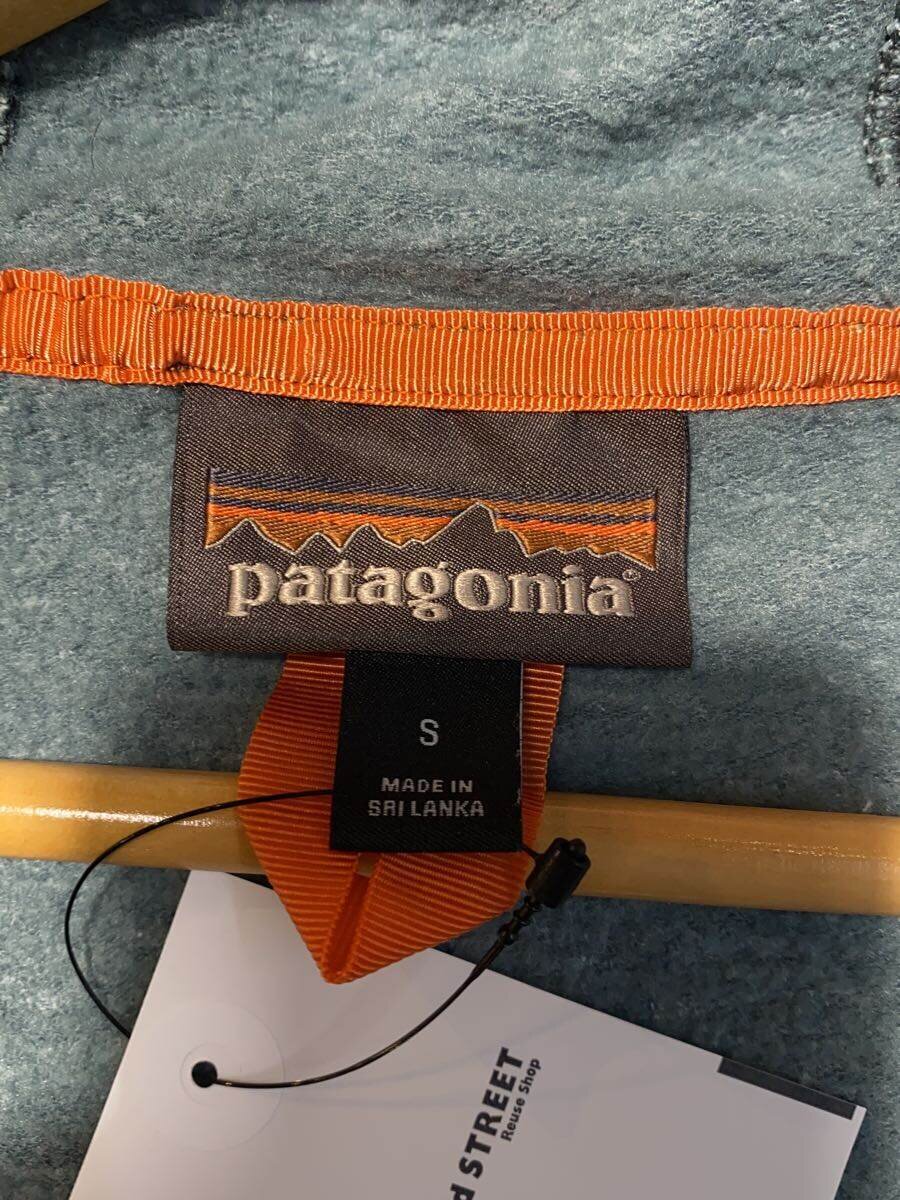 patagonia®
S
MADE IN
SRI LANKA
d STREET
Reuse Shop